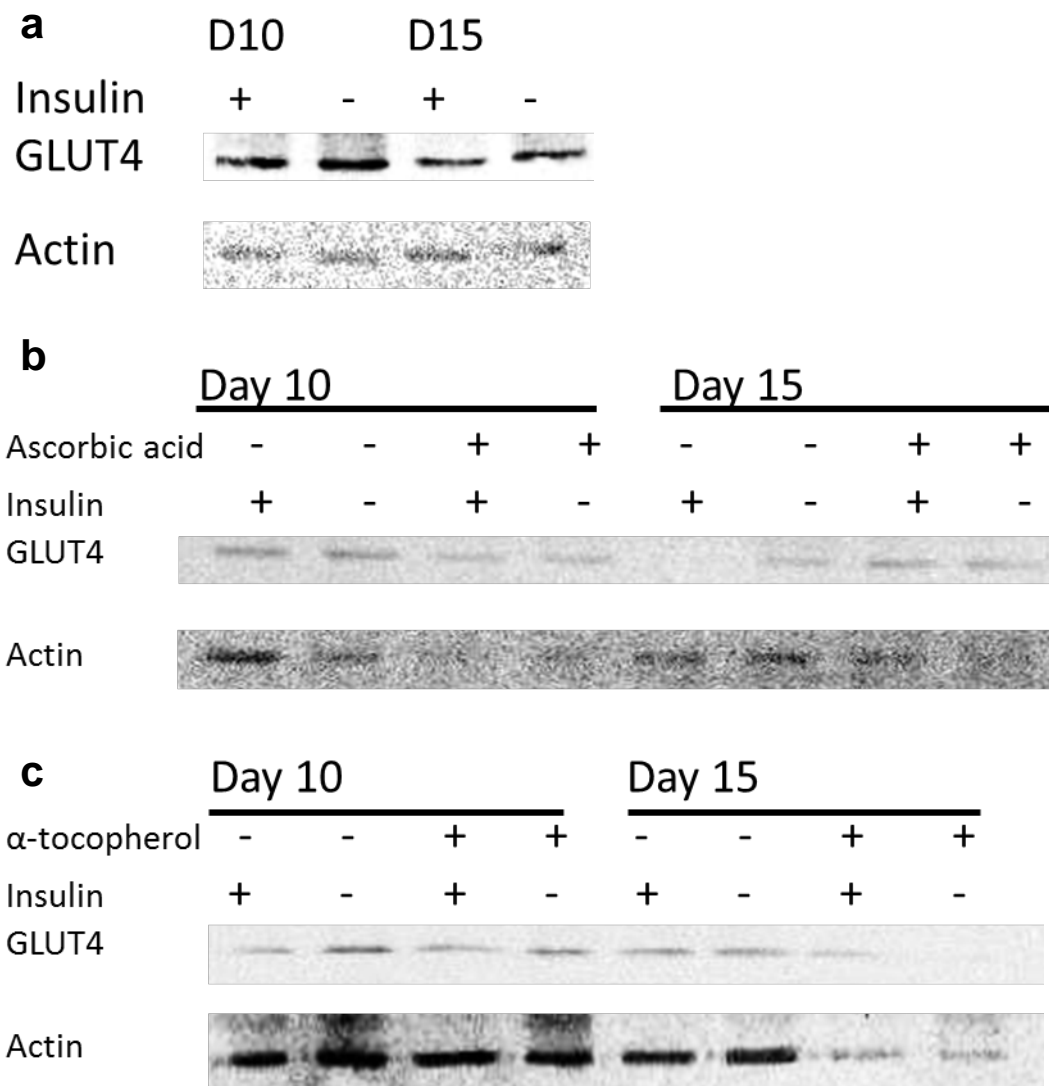 a
D10 D15
Insulin + - + -
GLUT4
Actin
b
Day 10 Day 15
Ascorbic acid - - + + - - + +
Insulin + - + - + - + -
GLUT4
Actin
c
Day 10 Day 15
α-tocopherol - - + + - - + +
Insulin + - + - + - + -
GLUT4
Actin